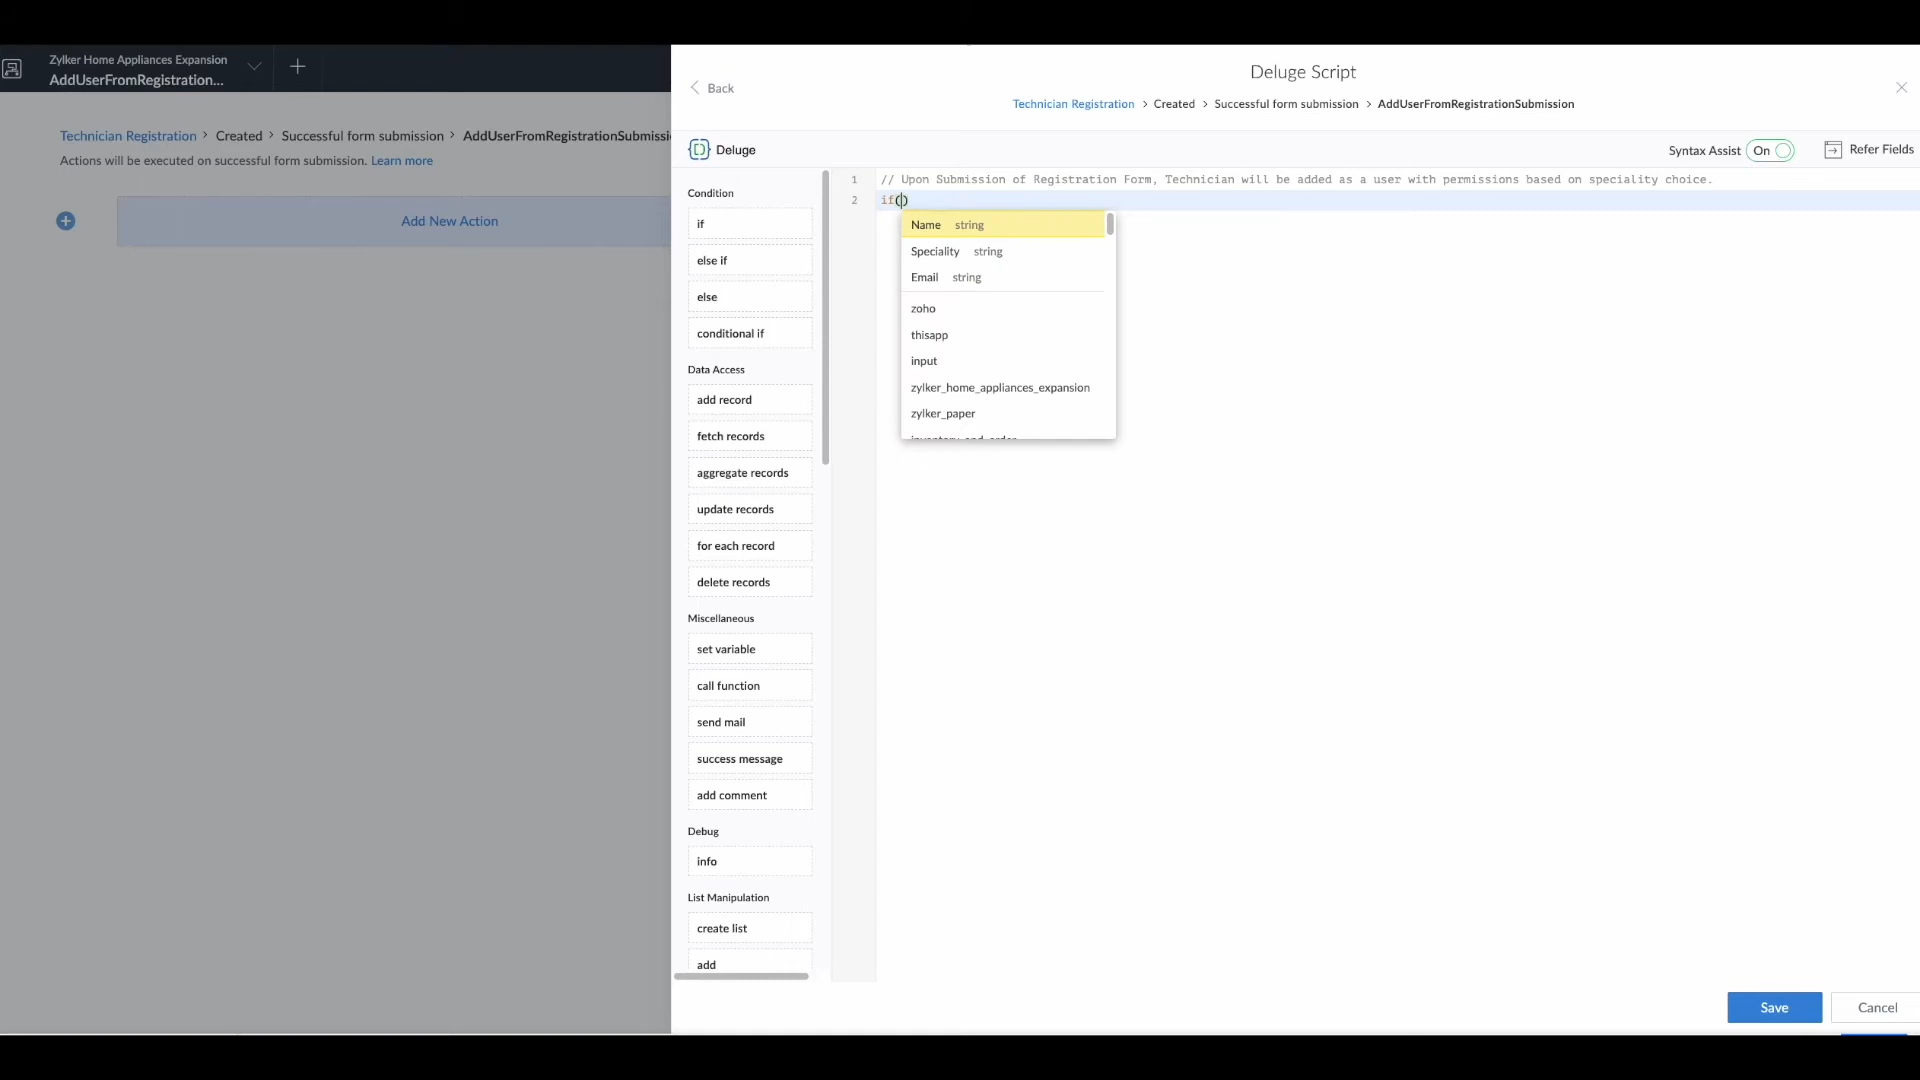 Zylker Home Appliances Expansion
AddUserFromRegistration...
Technician Registration > Created > Successful form submission > AddUserFromRegistrationSubmissi
Actions will be executed on successful form submission. Learn more
Add New Action
Back
Deluge Script
Technician Registration > Created > Successful form submission > AddUserFromRegistrationSubmission
Deluge
Syntax Assist On
Refer Fields
Condition
if
else if
else
conditional if
Data Access
add record
fetch records
aggregate records
update records
for each record
delete records
Miscellaneous
set variable
call function
send mail
success message
add comment
Debug
info
List Manipulation
create list
add
1 // Upon Submission of Registration Form, Technician will be added as a user with permissions based on speciality choice.
2 if()
Name string
Speciality string
Email string
zoho
thisapp
input
zylker_home_appliances_expansion
zylker_paper
Save
Cancel